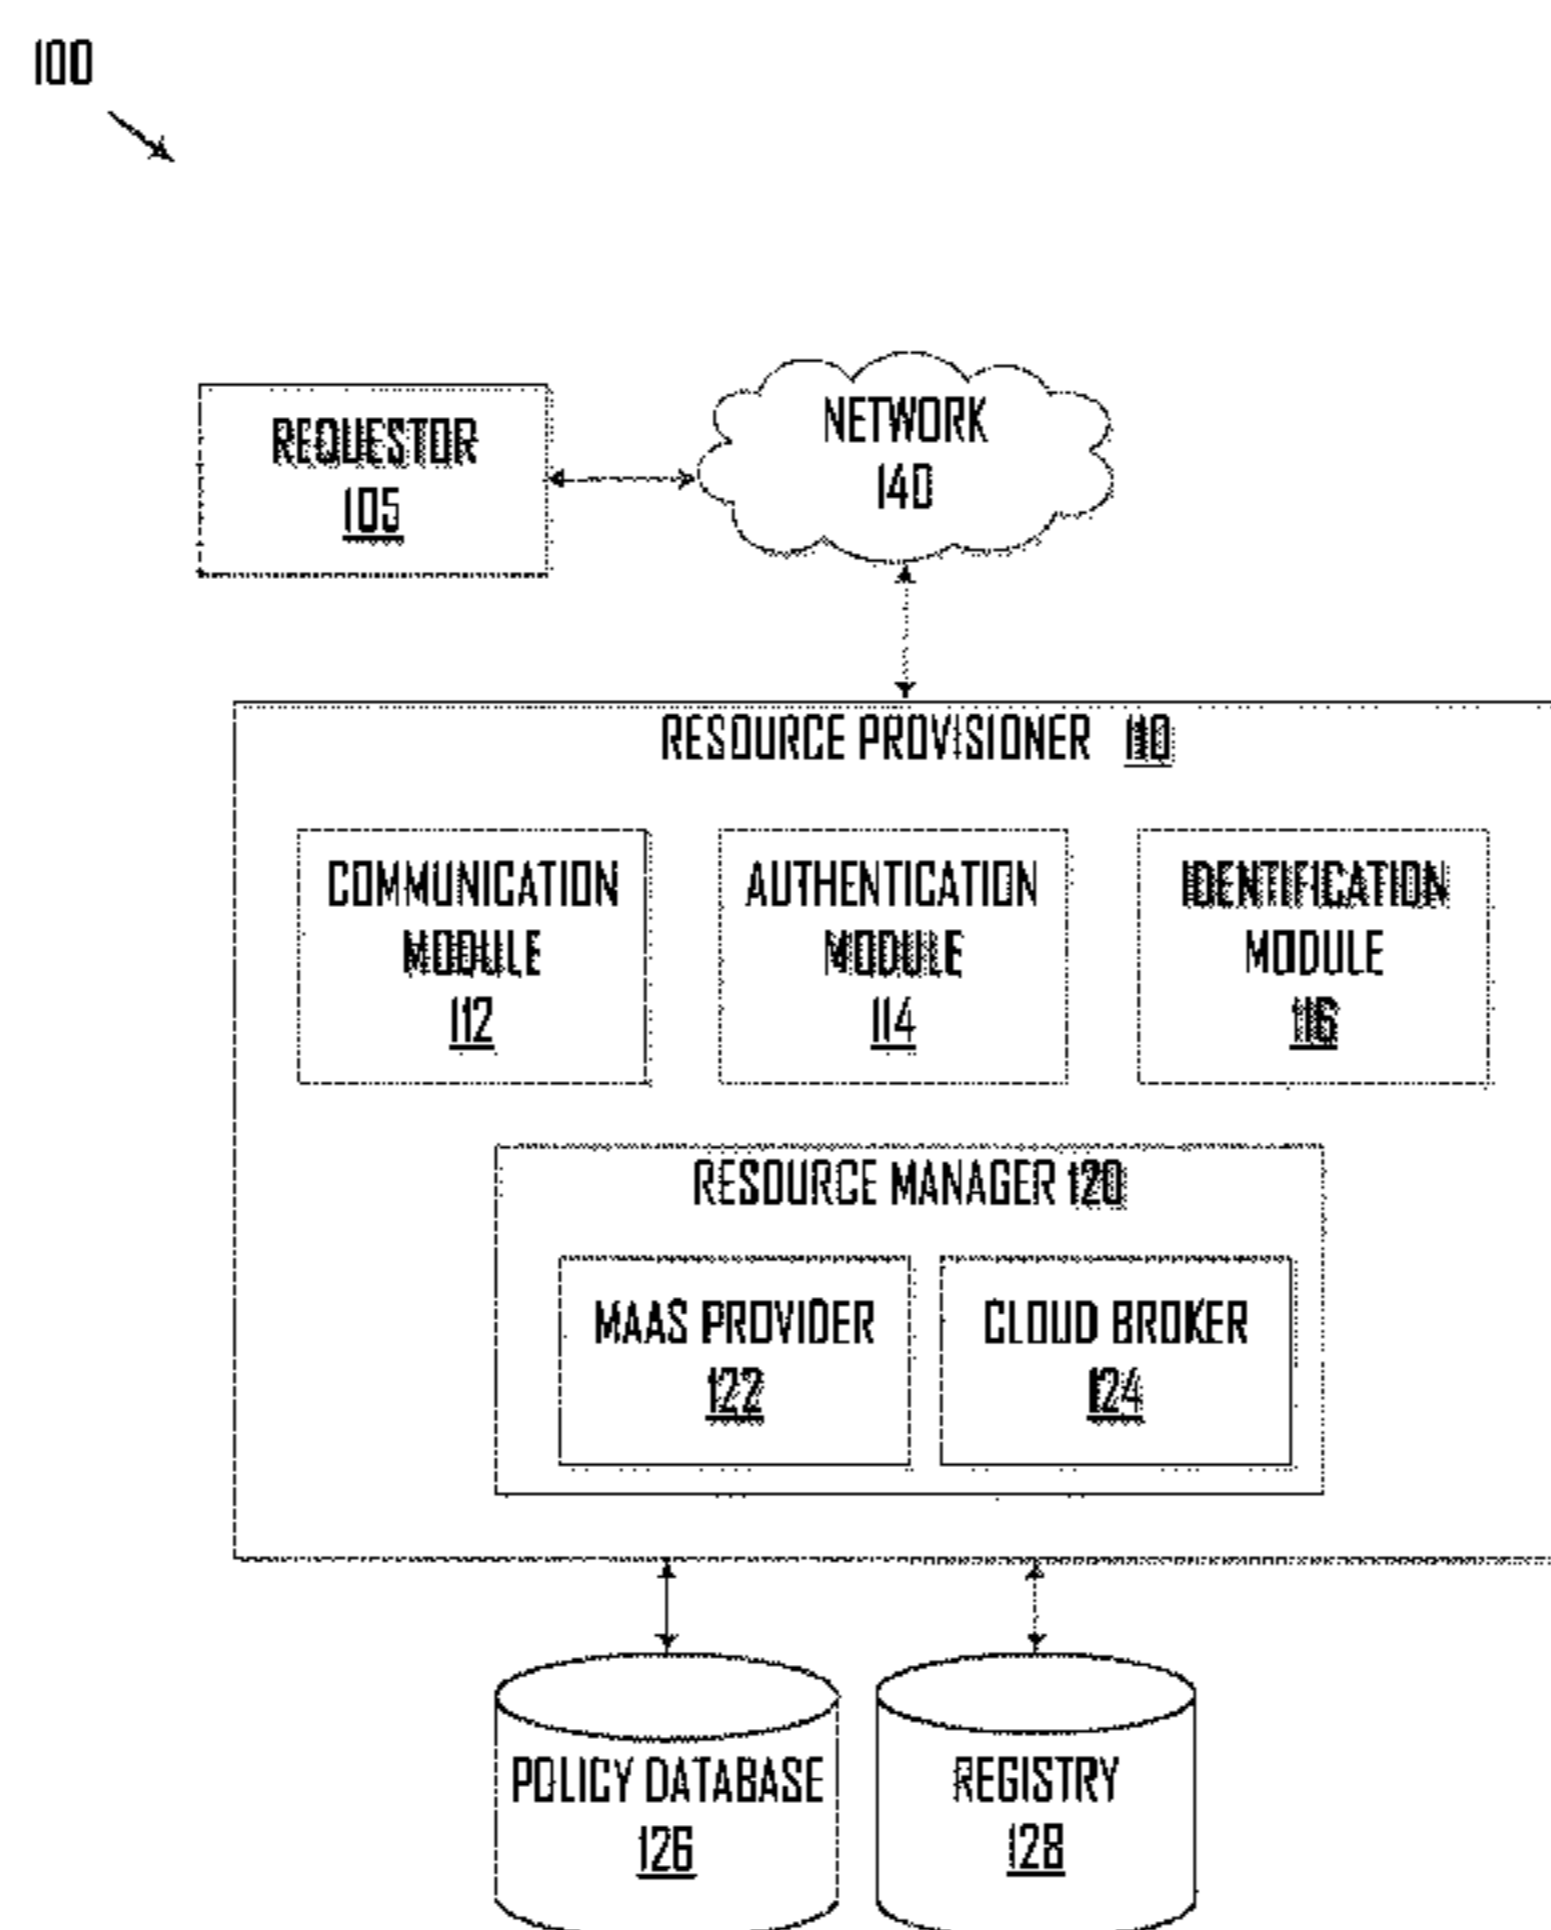 100
REQUESTOR
105
NETWORK
140
RESOURCE PROVISIONER 110
COMMUNICATION
MODULE
112
AUTHENTICATION
MODULE
114
IDENTIFICATION
MODULE
116
RESOURCE MANAGER 120
MAAS PROVIDER
122
CLOUD BROKER
124
POLICY DATABASE
126
REGISTRY
128